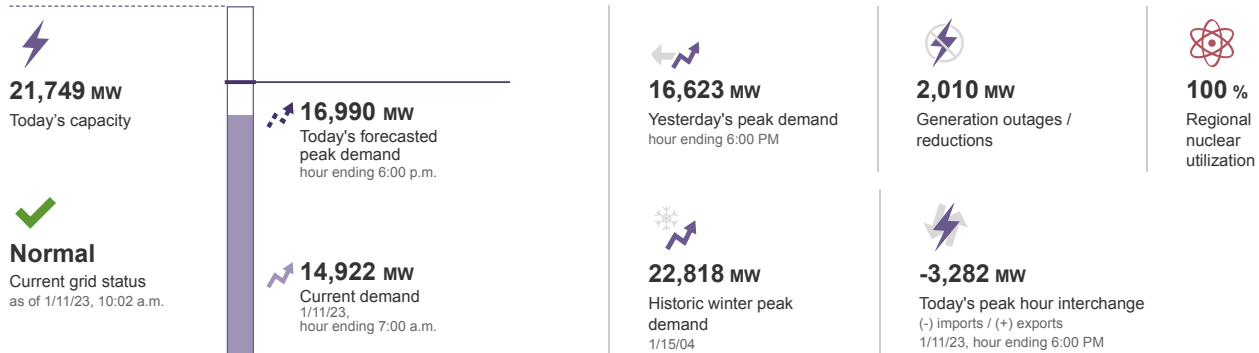 21,749 MW
Today's capacity
Normal
Current grid status
as of 1/11/23, 10:02 a.m.
16,990 MW
Today's forecasted
peak demand
hour ending 6:00 p.m.
14,922 MW
Current demand
1/11/23,
hour ending 7:00 a.m.
16,623 MW
Yesterday's peak demand
hour ending 6:00 PM
2,010 MW
Generation outages /
reductions
100 %
Regional
nuclear
utilization
22,818 MW
Historic winter peak
demand
1/15/04
-3,282 MW
Today's peak hour interchange
(-) imports / (+) exports
1/11/23, hour ending 6:00 PM